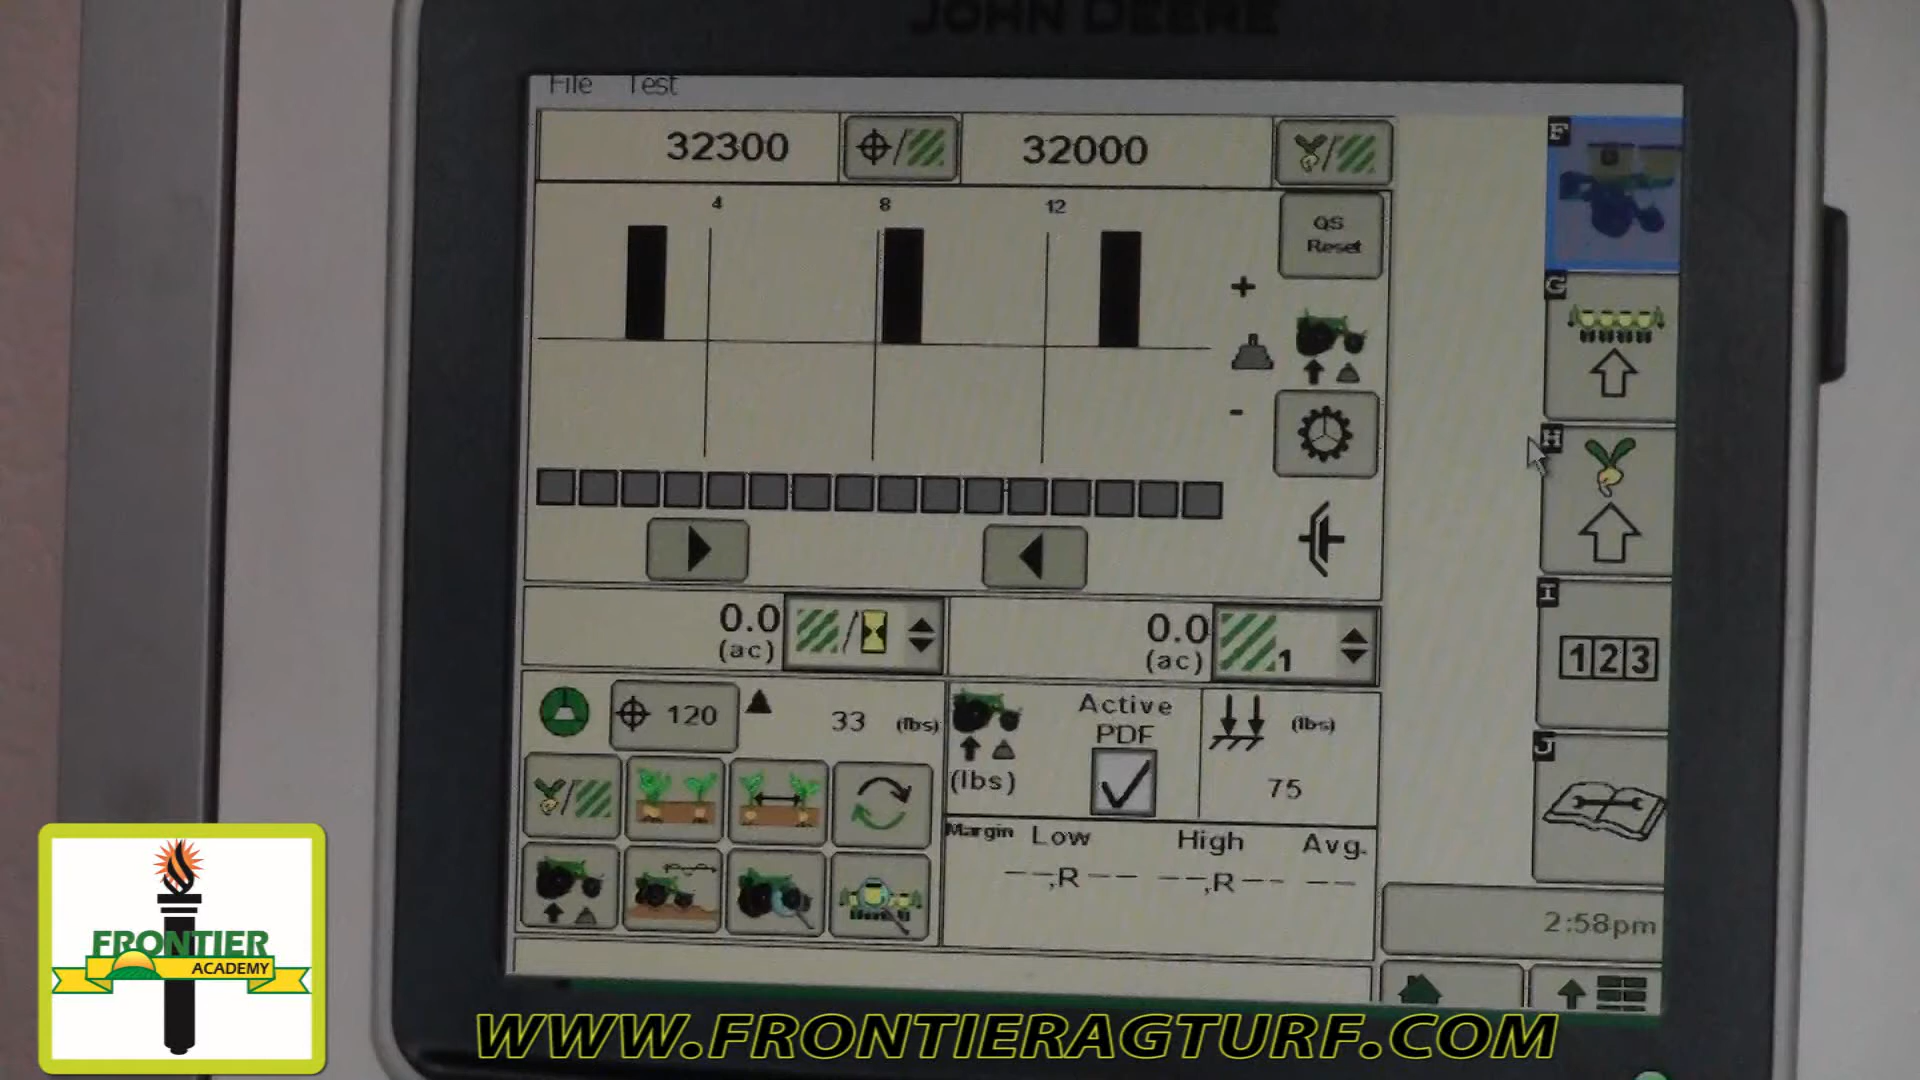 JOHN DEERE
File Test
32300
32000
4 8 12
QS
Reset
+
-
0.0
(ac)
0.0
(ac)
1
120
33 (lbs)
(lbs)
Active
PDF
(lbs)
75
Margin Low High Avg.
--,R-- --,R-- --
F
G
H
I
123
J
2:58pm
FRONTIER
ACADEMY
WWW.FRONTIERAGTURF.COM